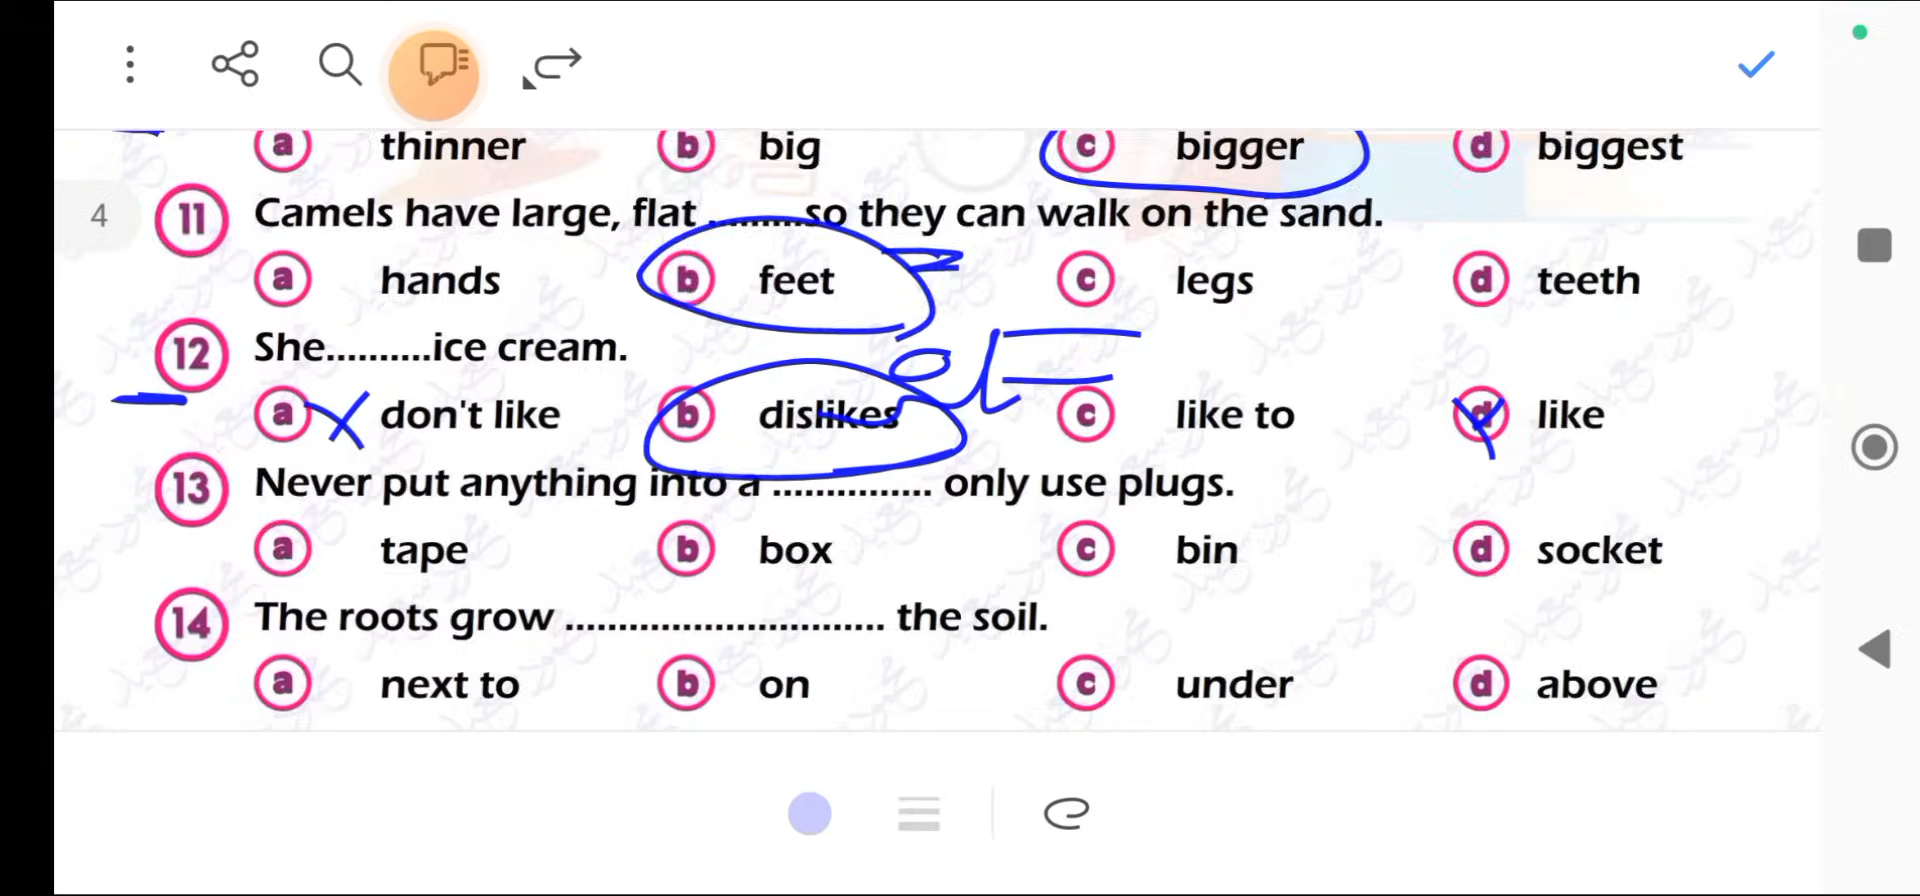 a thinner b big c bigger d biggest
4
11 Camels have large, flat ......... so they can walk on the sand.
a hands b feet c legs d teeth
12 She..........ice cream.
a don't like b dislikes c like to d like
13 Never put anything into a ............... only use plugs.
a tape b box c bin d socket
14 The roots grow .............................. the soil.
a next to b on c under d above